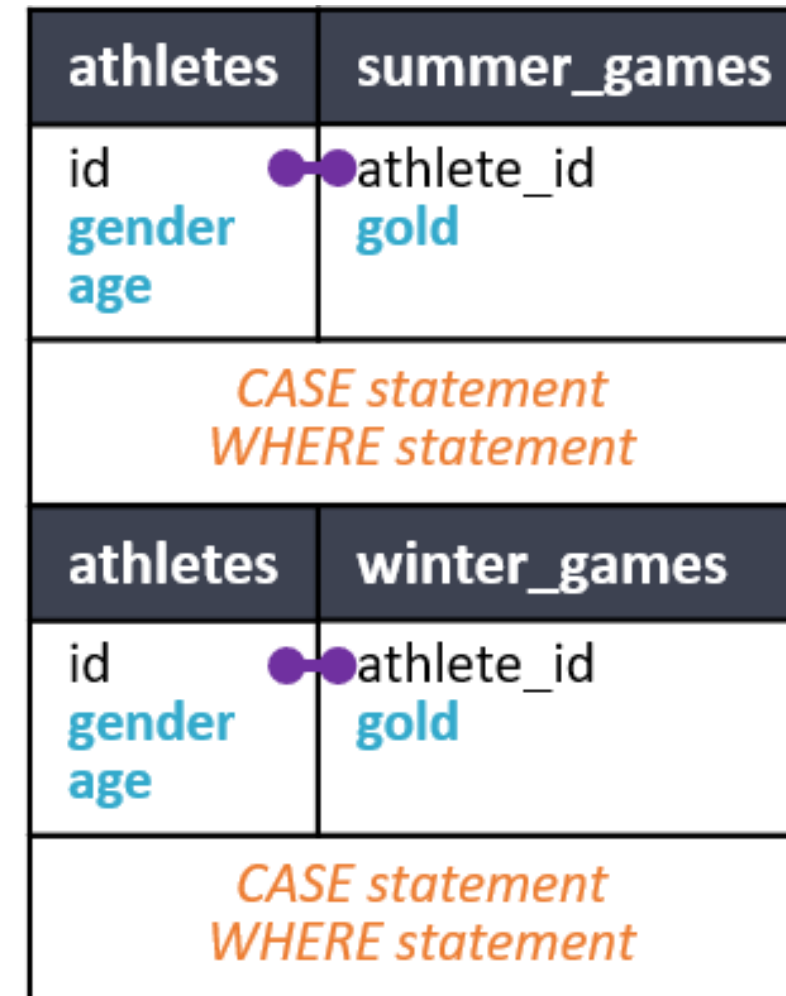 athletes summer_games
id athlete_id
gender gold
age
CASE statement
WHERE statement
athletes winter_games
id athlete_id
gender gold
age
CASE statement
WHERE statement